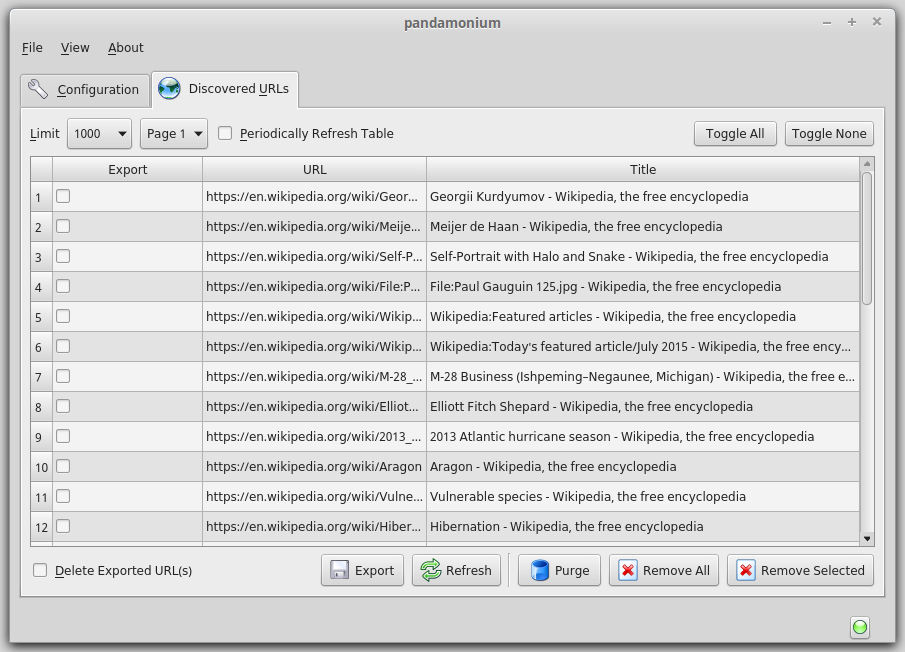 pandamonium
File View About
Configuration Discovered URLs
Limit 1000 Page 1 Periodically Refresh Table Toggle All Toggle None
Export URL Title
1 https://en.wikipedia.org/wiki/Geor... Georgii Kurdyumov - Wikipedia, the free encyclopedia
2 https://en.wikipedia.org/wiki/Meije... Meijer de Haan - Wikipedia, the free encyclopedia
3 https://en.wikipedia.org/wiki/Self-P... Self-Portrait with Halo and Snake - Wikipedia, the free encyclopedia
4 https://en.wikipedia.org/wiki/File:P... File:Paul Gauguin 125.jpg - Wikipedia, the free encyclopedia
5 https://en.wikipedia.org/wiki/Wikip... Wikipedia:Featured articles - Wikipedia, the free encyclopedia
6 https://en.wikipedia.org/wiki/Wikip... Wikipedia:Today's featured article/July 2015 - Wikipedia, the free ency...
7 https://en.wikipedia.org/wiki/M-28_... M-28 Business (Ishpeming–Negaunee, Michigan) - Wikipedia, the free e...
8 https://en.wikipedia.org/wiki/Elliot... Elliott Fitch Shepard - Wikipedia, the free encyclopedia
9 https://en.wikipedia.org/wiki/2013_... 2013 Atlantic hurricane season - Wikipedia, the free encyclopedia
10 https://en.wikipedia.org/wiki/Aragon Aragon - Wikipedia, the free encyclopedia
11 https://en.wikipedia.org/wiki/Vulne... Vulnerable species - Wikipedia, the free encyclopedia
12 https://en.wikipedia.org/wiki/Hiber... Hibernation - Wikipedia, the free encyclopedia
Delete Exported URL(s) Export Refresh Purge Remove All Remove Selected